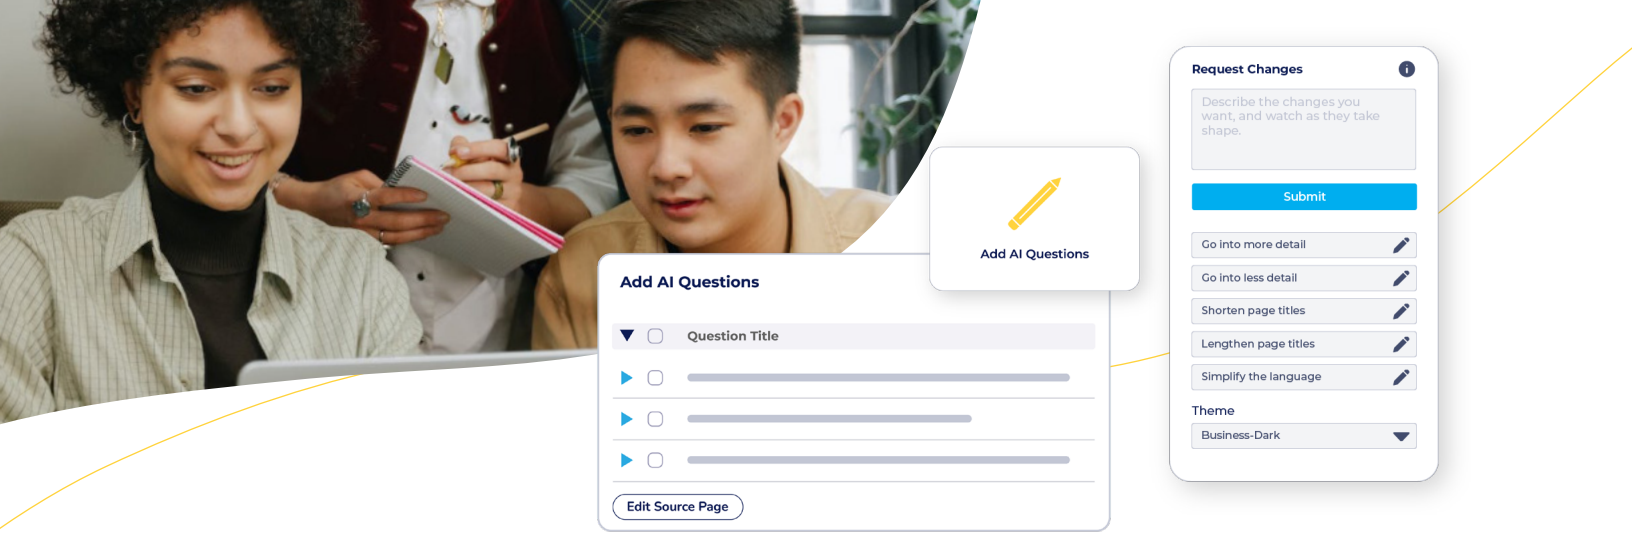 Add AI Questions
Question Title
Edit Source Page
Add AI Questions
Request Changes
i
Describe the changes you
want, and watch as they take
shape.
Submit
Go into more detail
Go into less detail
Shorten page titles
Lengthen page titles
Simplify the language
Theme
Business-Dark